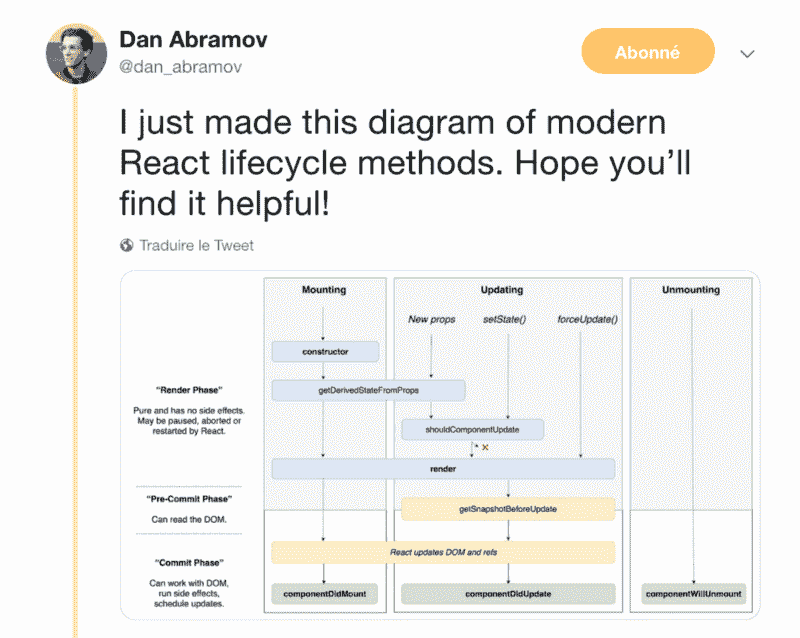 Dan Abramov
@dan_abramov
Abonné
I just made this diagram of modern
React lifecycle methods. Hope you’ll
find it helpful!
Traduire le Tweet
Mounting
Updating
Unmounting
New props
setState()
forceUpdate()
constructor
"Render Phase"
Pure and has no side effects.
May be paused, aborted or
restarted by React.
getDerivedStateFromProps
shouldComponentUpdate
render
"Pre-Commit Phase"
Can read the DOM.
getSnapshotBeforeUpdate
React updates DOM and refs
"Commit Phase"
Can work with DOM,
run side effects,
schedule updates.
componentDidMount
componentDidUpdate
componentWillUnmount